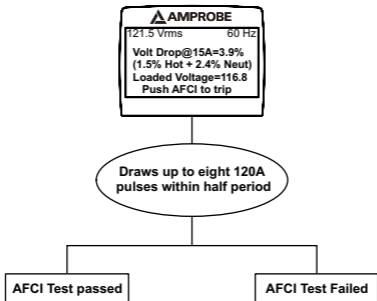 AMPROBE
121.5 Vrms 60 Hz
Volt Drop@15A=3.9%
(1.5% Hot + 2.4% Neut)
Loaded Voltage=116.8
Push AFCI to trip
Draws up to eight 120A
pulses within half period
AFCI Test passed
AFCI Test Failed